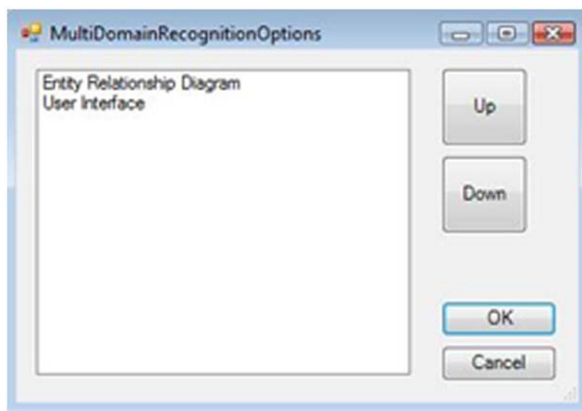 MultiDomainRecognitionOptions
Entity Relationship Diagram
User Interface
Up
Down
OK
Cancel